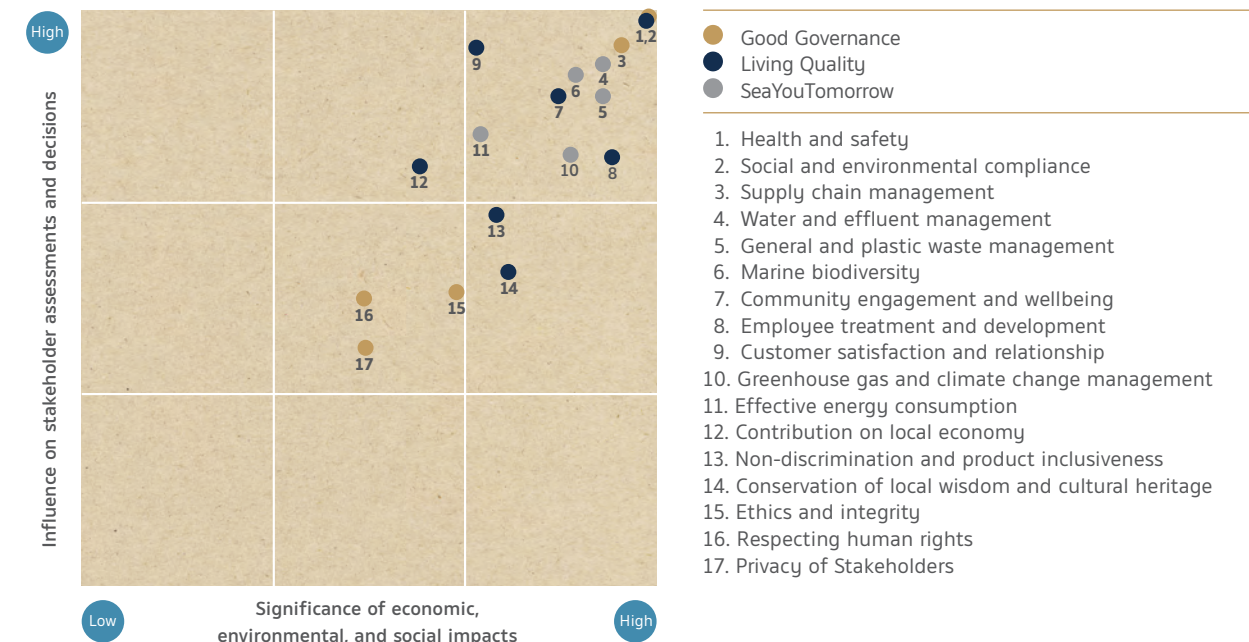 High
Influence on stakeholder assessments and decisions
1,2
3
9
4
6
7
5
11
10
8
12
13
14
15
16
17
Low
Significance of economic,
environmental, and social impacts
High
Good Governance
Living Quality
SeaYouTomorrow
1. Health and safety
2. Social and environmental compliance
3. Supply chain management
4. Water and effluent management
5. General and plastic waste management
6. Marine biodiversity
7. Community engagement and wellbeing
8. Employee treatment and development
9. Customer satisfaction and relationship
10. Greenhouse gas and climate change management
11. Effective energy consumption
12. Contribution on local economy
13. Non-discrimination and product inclusiveness
14. Conservation of local wisdom and cultural heritage
15. Ethics and integrity
16. Respecting human rights
17. Privacy of Stakeholders